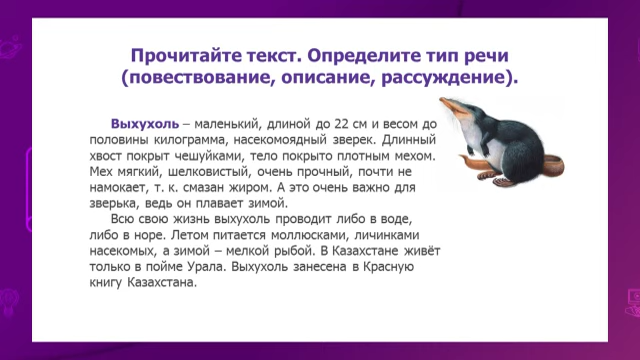 Прочитайте текст. Определите тип речи
(повествование, описание, рассуждение).
Выхухоль – маленький, длиной до 22 см и весом до
половины килограмма, насекомоядный зверек. Длинный
хвост покрыт чешуйками, тело покрыто плотным мехом.
Мех мягкий, шелковистый, очень прочный, почти не
намокает, т. к. смазан жиром. А это очень важно для
зверька, ведь он плавает зимой.
Всю свою жизнь выхухоль проводит либо в воде,
либо в норе. Летом питается моллюсками, личинками
насекомых, а зимой – мелкой рыбой. В Казахстане живёт
только в пойме Урала. Выхухоль занесена в Красную
книгу Казахстана.